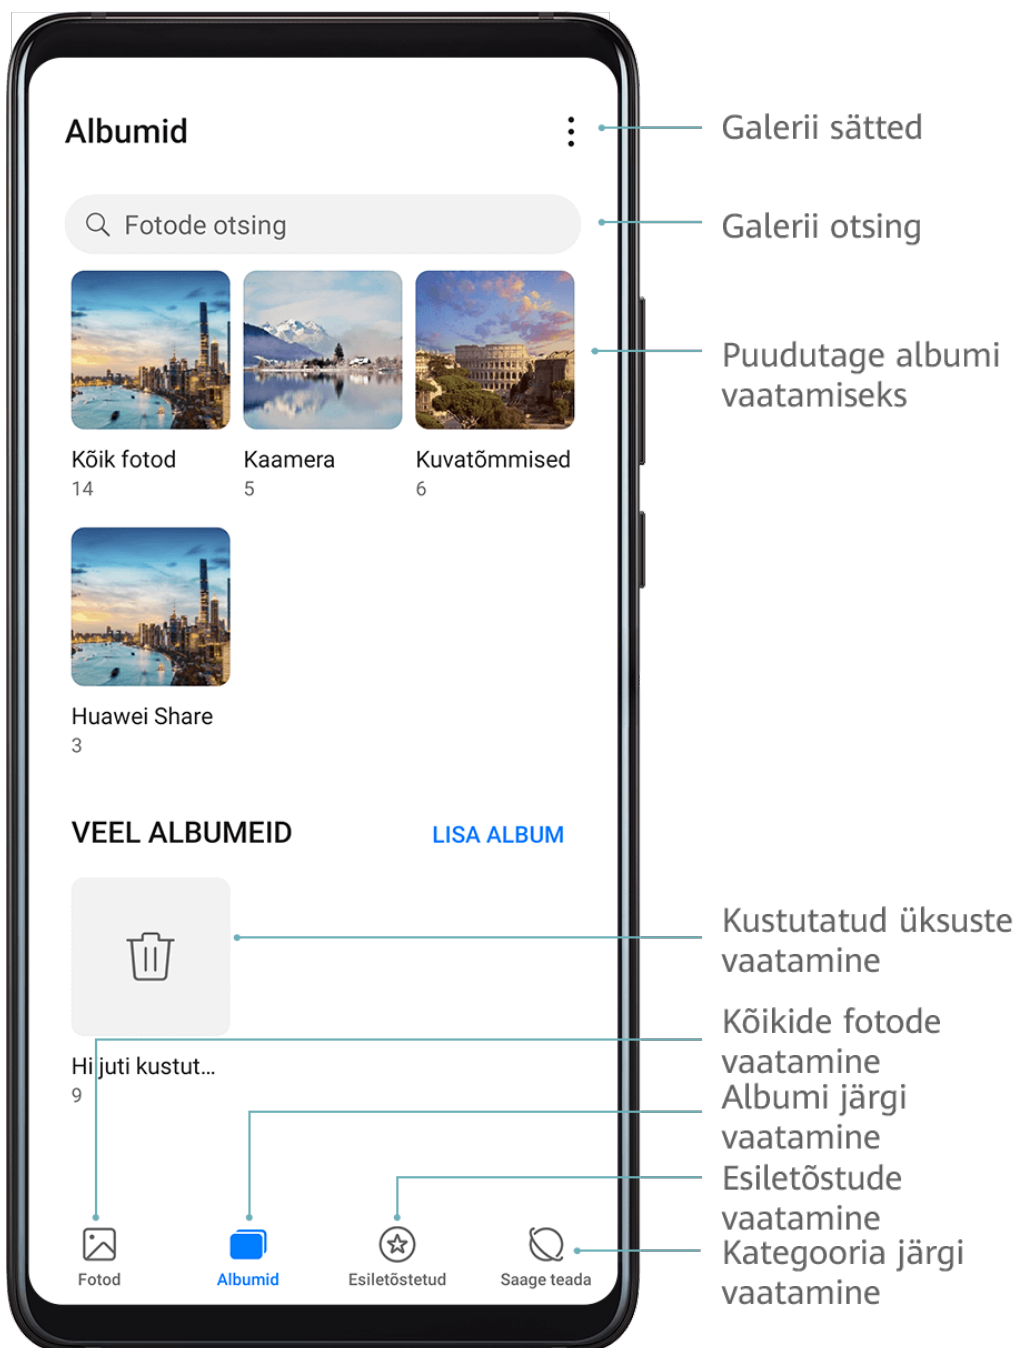 Albumid
Galerii sätted
Fotode otsing
Galerii otsing
Puudutage albumi
vaatamiseks
Kõik fotod
Kaamera
Kuvatõmmised
14
5
6
Huawei Share
3
VEEL ALBUMEID
LISA ALBUM
Kustutatud üksuste
vaatamine
Kõikide fotode
vaatamine
Hiljuti kustut...
9
Albumi järgi
vaatamine
Esiletõstude
vaatamine
Kategooria järgi
vaatamine
Fotod
Albumid
Esiletõstetud
Saage teada